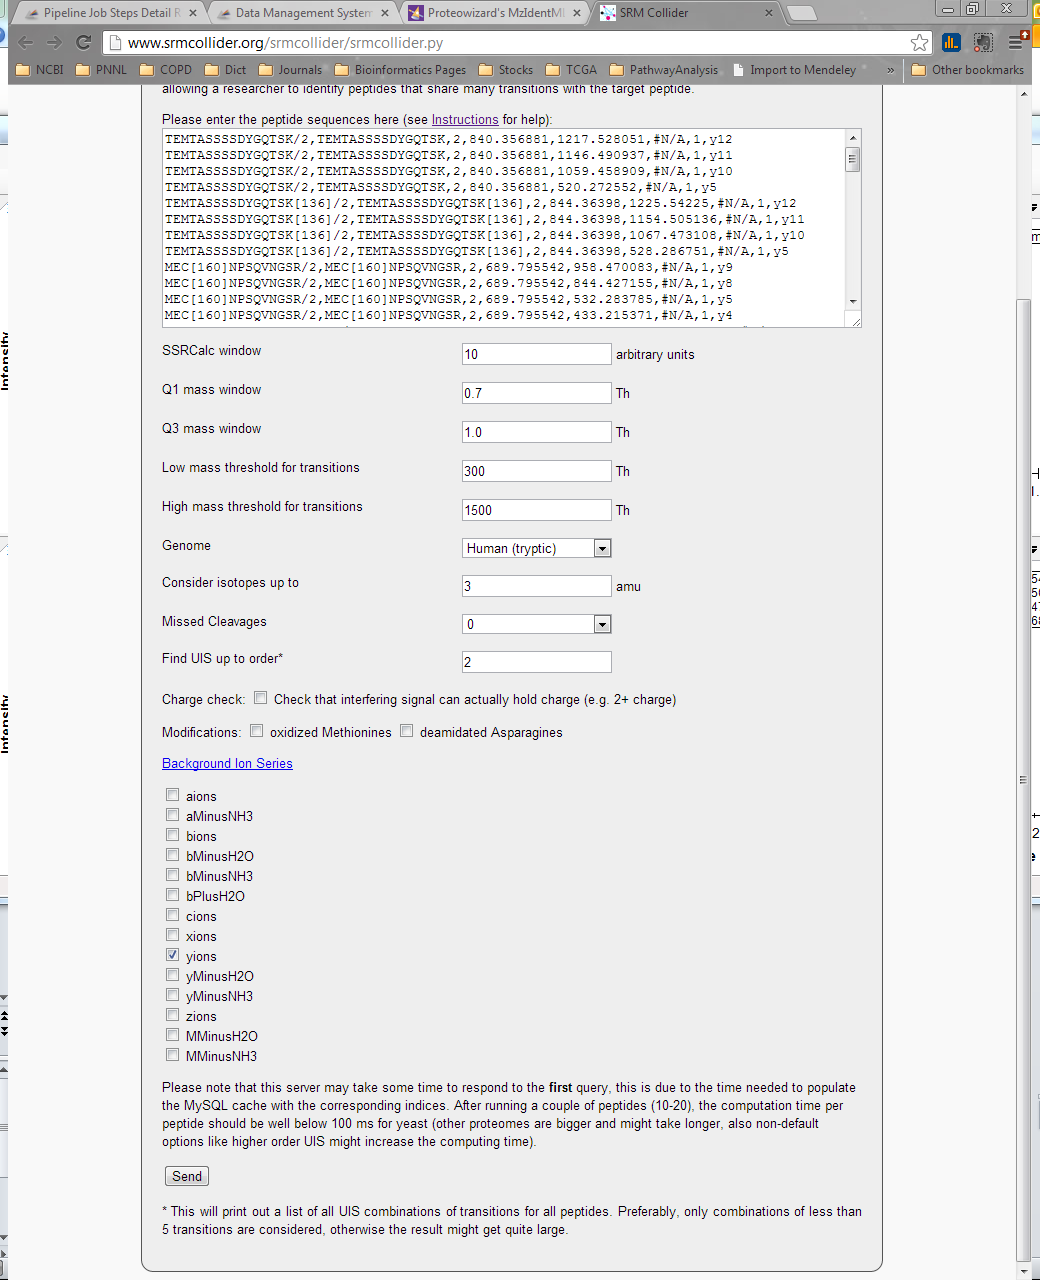 Pipeline Job Steps Detail R
Data Management System
Proteowizard's MzIdentML
SRM Collider
www.srmcollider.org/srmcollider/srmcollider.py
NCBI PNNL COPD Dict Journals Bioinformatics Pages Stocks TCGA PathwayAnalysis Import to Mendeley » Other bookmarks
allowing a researcher to identify peptides that share many transitions with the target peptide.
Please enter the peptide sequences here (see Instructions for help):
TEMTASSSSDYGQTSK/2,TEMTASSSSDYGQTSK,2,840.356881,1217.528051,#N/A,1,y12
TEMTASSSSDYGQTSK/2,TEMTASSSSDYGQTSK,2,840.356881,1146.490937,#N/A,1,y11
TEMTASSSSDYGQTSK/2,TEMTASSSSDYGQTSK,2,840.356881,1059.458909,#N/A,1,y10
TEMTASSSSDYGQTSK/2,TEMTASSSSDYGQTSK,2,840.356881,520.272552,#N/A,1,y5
TEMTASSSSDYGQTSK[136]/2,TEMTASSSSDYGQTSK[136],2,844.36398,1225.54225,#N/A,1,y12
TEMTASSSSDYGQTSK[136]/2,TEMTASSSSDYGQTSK[136],2,844.36398,1154.505136,#N/A,1,y11
TEMTASSSSDYGQTSK[136]/2,TEMTASSSSDYGQTSK[136],2,844.36398,1067.473108,#N/A,1,y10
TEMTASSSSDYGQTSK[136]/2,TEMTASSSSDYGQTSK[136],2,844.36398,528.286751,#N/A,1,y5
MEC[160]NPSQVNGSR/2,MEC[160]NPSQVNGSR,2,689.795542,958.470083,#N/A,1,y9
MEC[160]NPSQVNGSR/2,MEC[160]NPSQVNGSR,2,689.795542,844.427155,#N/A,1,y8
MEC[160]NPSQVNGSR/2,MEC[160]NPSQVNGSR,2,689.795542,532.283785,#N/A,1,y5
MEC[160]NPSQVNGSR/2,MEC[160]NPSQVNGSR,2,689.795542,433.215371,#N/A,1,y4
SSRCalc window 10 arbitrary units
Q1 mass window 0.7 Th
Q3 mass window 1.0 Th
Low mass threshold for transitions 300 Th
High mass threshold for transitions 1500 Th
Genome Human (tryptic)
Consider isotopes up to 3 amu
Missed Cleavages 0
Find UIS up to order* 2
Charge check: Check that interfering signal can actually hold charge (e.g. 2+ charge)
Modifications: oxidized Methionines deamidated Asparagines
Background Ion Series
aions
aMinusNH3
bions
bMinusH2O
bMinusNH3
bPlusH2O
cions
xions
yions
yMinusH2O
yMinusNH3
zions
MMinusH2O
MMinusNH3
Please note that this server may take some time to respond to the first query, this is due to the time needed to populate
the MySQL cache with the corresponding indices. After running a couple of peptides (10-20), the computation time per
peptide should be well below 100 ms for yeast (other proteomes are bigger and might take longer, also non-default
options like higher order UIS might increase the computing time).
Send
* This will print out a list of all UIS combinations of transitions for all peptides. Preferably, only combinations of less than
5 transitions are considered, otherwise the result might get quite large.
Intensity
Intensity